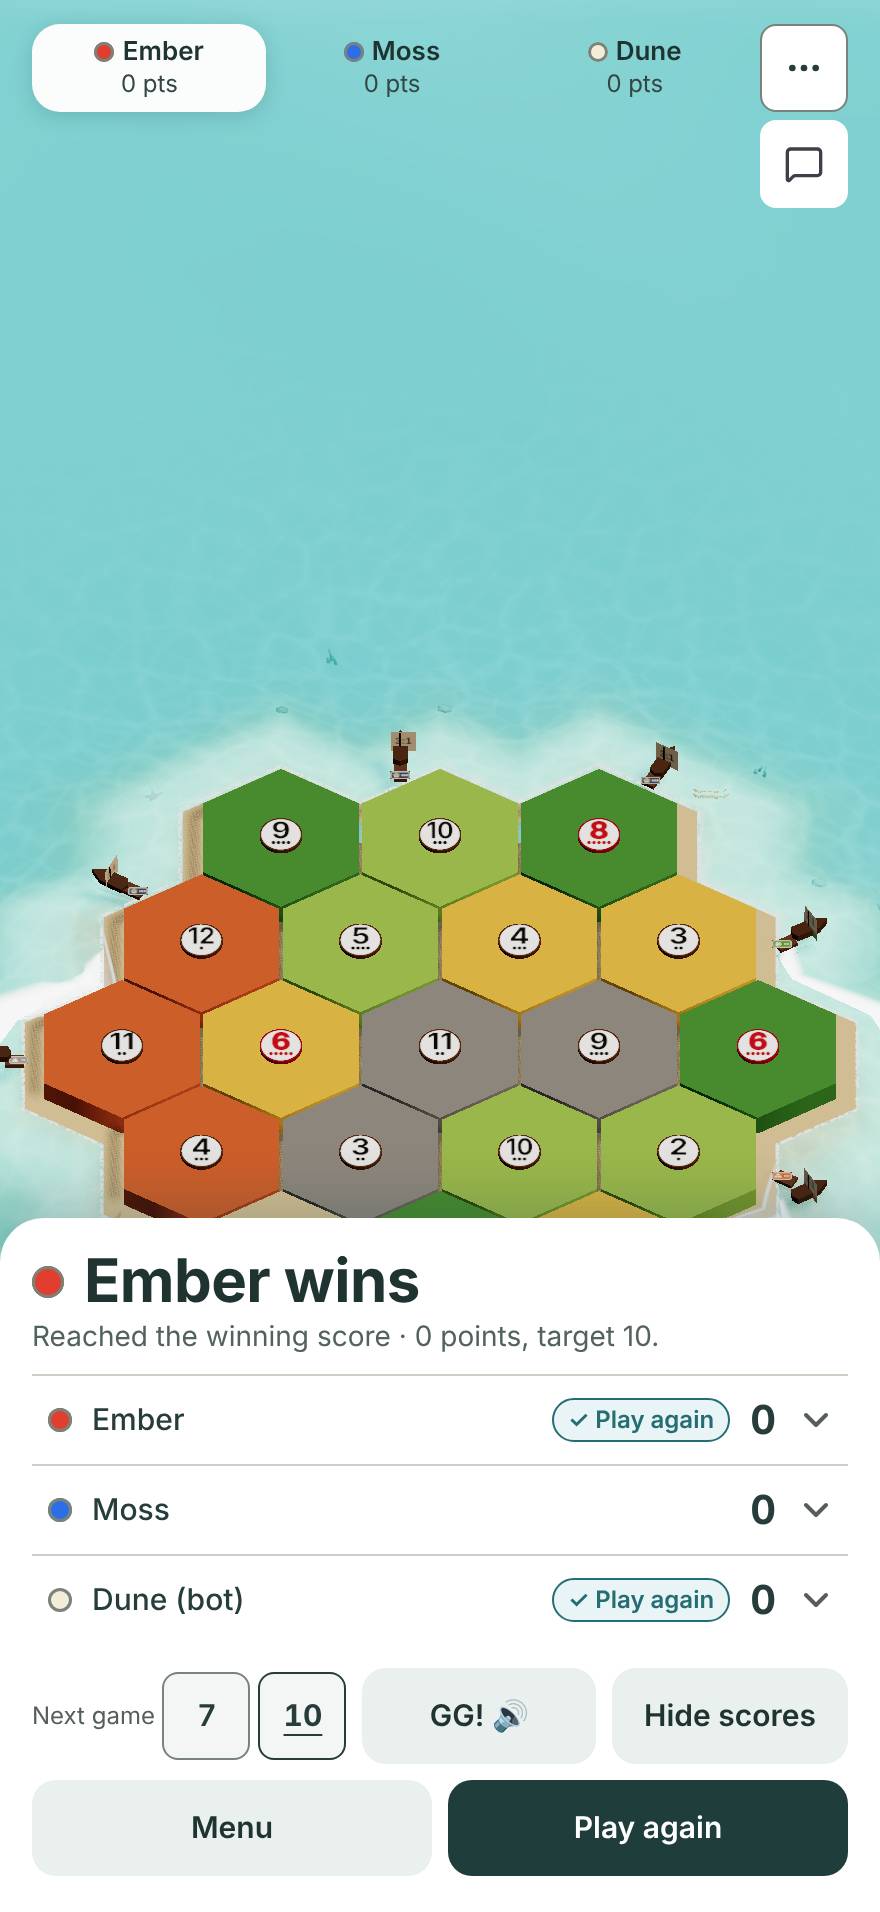 Ember
0 pts
Moss
0 pts
Dune
0 pts
9
10
8
12
5
4
3
11
6
11
9
6
4
3
10
2
Ember wins
Reached the winning score · 0 points, target 10.
Ember
✓ Play again
0
Moss
0
Dune (bot)
✓ Play again
0
Next game
7
10
GG! 🔊
Hide scores
Menu
Play again